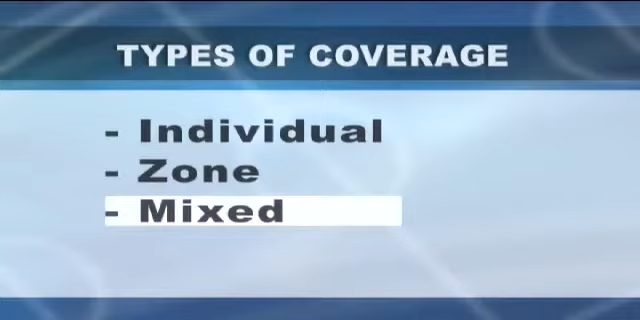 TYPES OF COVERAGE
- Individual
- Zone
- Mixed